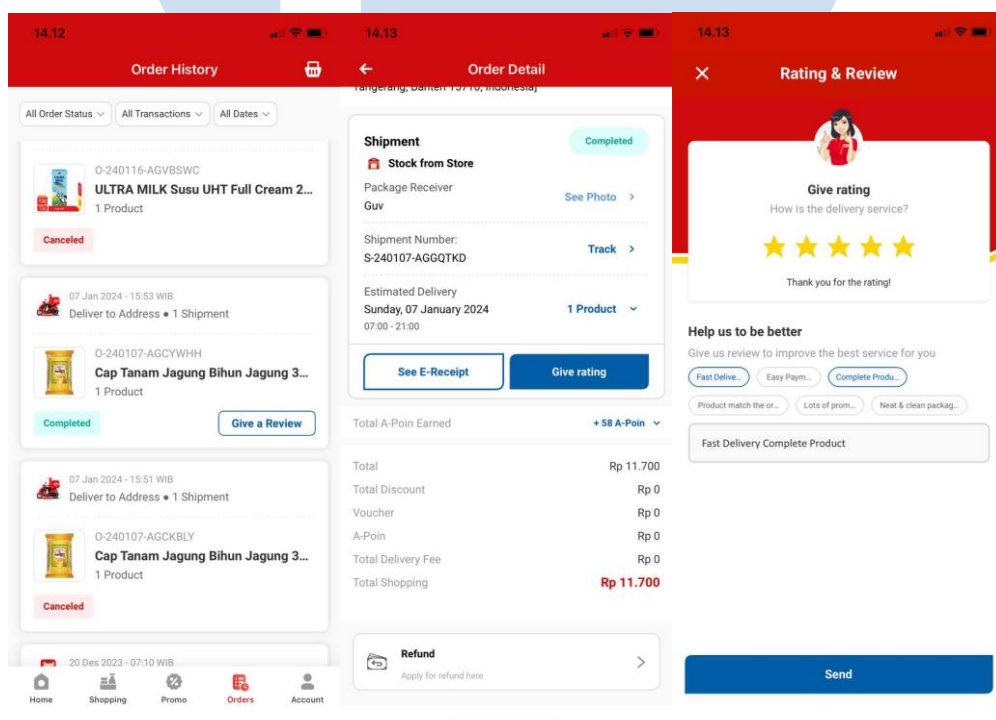 14.12
Order History
All Order Status
All Transactions
All Dates
O-240116-AGVBSWC
ULTRA MILK Susu UHT Full Cream 2...
1 Product
Canceled
07 Jan 2024 - 15:53 WIB
Deliver to Address • 1 Shipment
O-240107-AGCYWHH
Cap Tanam Jagung Bihun Jagung 3...
1 Product
Completed
Give a Review
07 Jan 2024 - 15:51 WIB
Deliver to Address • 1 Shipment
O-240107-AGCKBLY
Cap Tanam Jagung Bihun Jagung 3...
1 Product
Canceled
20 Des 2023 - 07:10 WIB
Home
Shopping
Promo
Orders
Account
14.13
Order Detail
Tangerang, Banten 15710, Indonesia]
Shipment
Completed
Stock from Store
Package Receiver
Guv
See Photo
Shipment Number:
S-240107-AGGQTKD
Track
Estimated Delivery
Sunday, 07 January 2024
07:00 - 21:00
1 Product
See E-Receipt
Give rating
Total A-Poin Earned
+ 58 A-Poin
Total
Rp 11.700
Total Discount
Rp 0
Voucher
Rp 0
A-Poin
Rp 0
Total Delivery Fee
Rp 0
Total Shopping
Rp 11.700
Refund
Apply for refund here
14.13
Rating & Review
Give rating
How is the delivery service?
Thank you for the rating!
Help us to be better
Give us review to improve the best service for you
Fast Delive...
Easy Paym...
Complete Produ...
Product match the or...
Lots of prom...
Neat & clean packag...
Fast Delivery Complete Product
Send